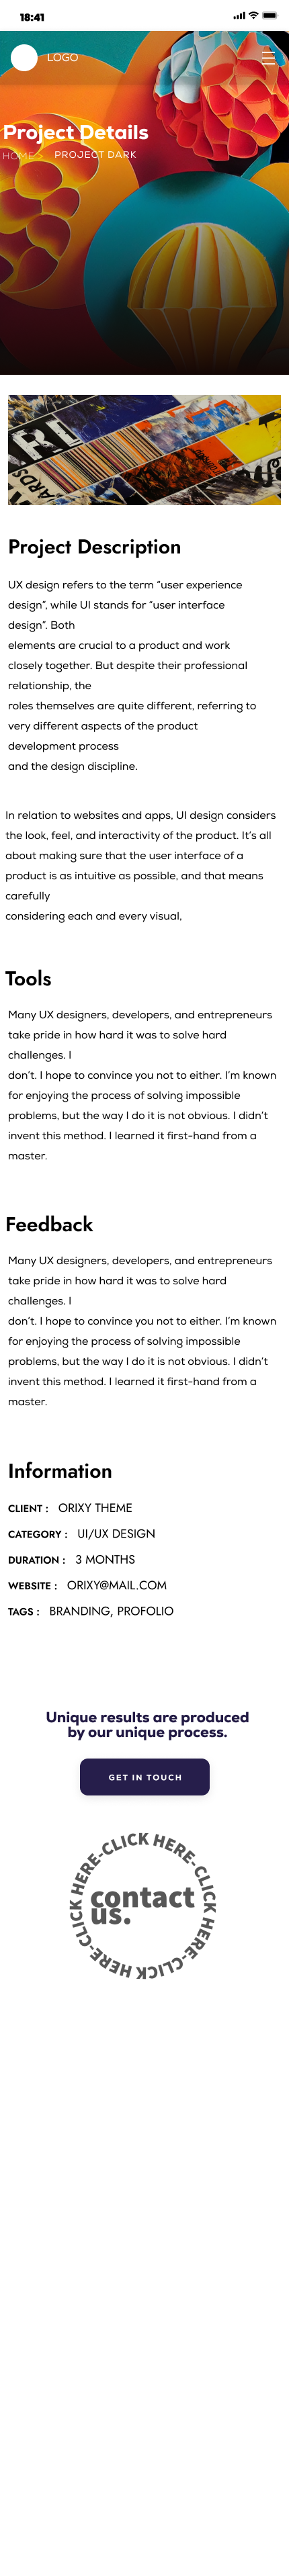 18:41
LOGO
Project Details
HOME > PROJECT DARK
Project Description
UX design refers to the term “user experience
design”, while UI stands for “user interface
design”. Both
elements are crucial to a product and work
closely together. But despite their professional
relationship, the
roles themselves are quite different, referring to
very different aspects of the product
development process
and the design discipline.
In relation to websites and apps, UI design considers
the look, feel, and interactivity of the product. It’s all
about making sure that the user interface of a
product is as intuitive as possible, and that means
carefully
considering each and every visual,
Tools
Many UX designers, developers, and entrepreneurs
take pride in how hard it was to solve hard
challenges. I
don’t. I hope to convince you not to either. I’m known
for enjoying the process of solving impossible
problems, but the way I do it is not obvious. I didn’t
invent this method. I learned it first-hand from a
master.
Feedback
Many UX designers, developers, and entrepreneurs
take pride in how hard it was to solve hard
challenges. I
don’t. I hope to convince you not to either. I’m known
for enjoying the process of solving impossible
problems, but the way I do it is not obvious. I didn’t
invent this method. I learned it first-hand from a
master.
Information
CLIENT : ORIXY THEME
CATEGORY : UI/UX DESIGN
DURATION : 3 MONTHS
WEBSITE : ORIXY@MAIL.COM
TAGS : BRANDING, PROFOLIO
Unique results are produced
by our unique process.
GET IN TOUCH
CLICK HERE-CLICK HERE-CLICK HERE-CLICK HERE-
contact
us.